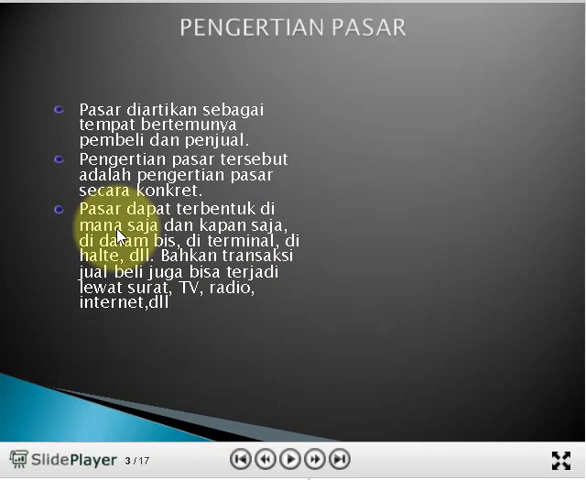 PENGERTIAN PASAR
Pasar diartikan sebagai
tempat bertemunya
pembeli dan penjual.
Pengertian pasar tersebut
adalah pengertian pasar
secara konkret.
Pasar dapat terbentuk di
mana saja dan kapan saja,
di dalam bis, di terminal, di
halte, dll. Bahkan transaksi
jual beli juga bisa terjadi
lewat surat, TV, radio,
internet,dll
SlidePlayer 3 / 17